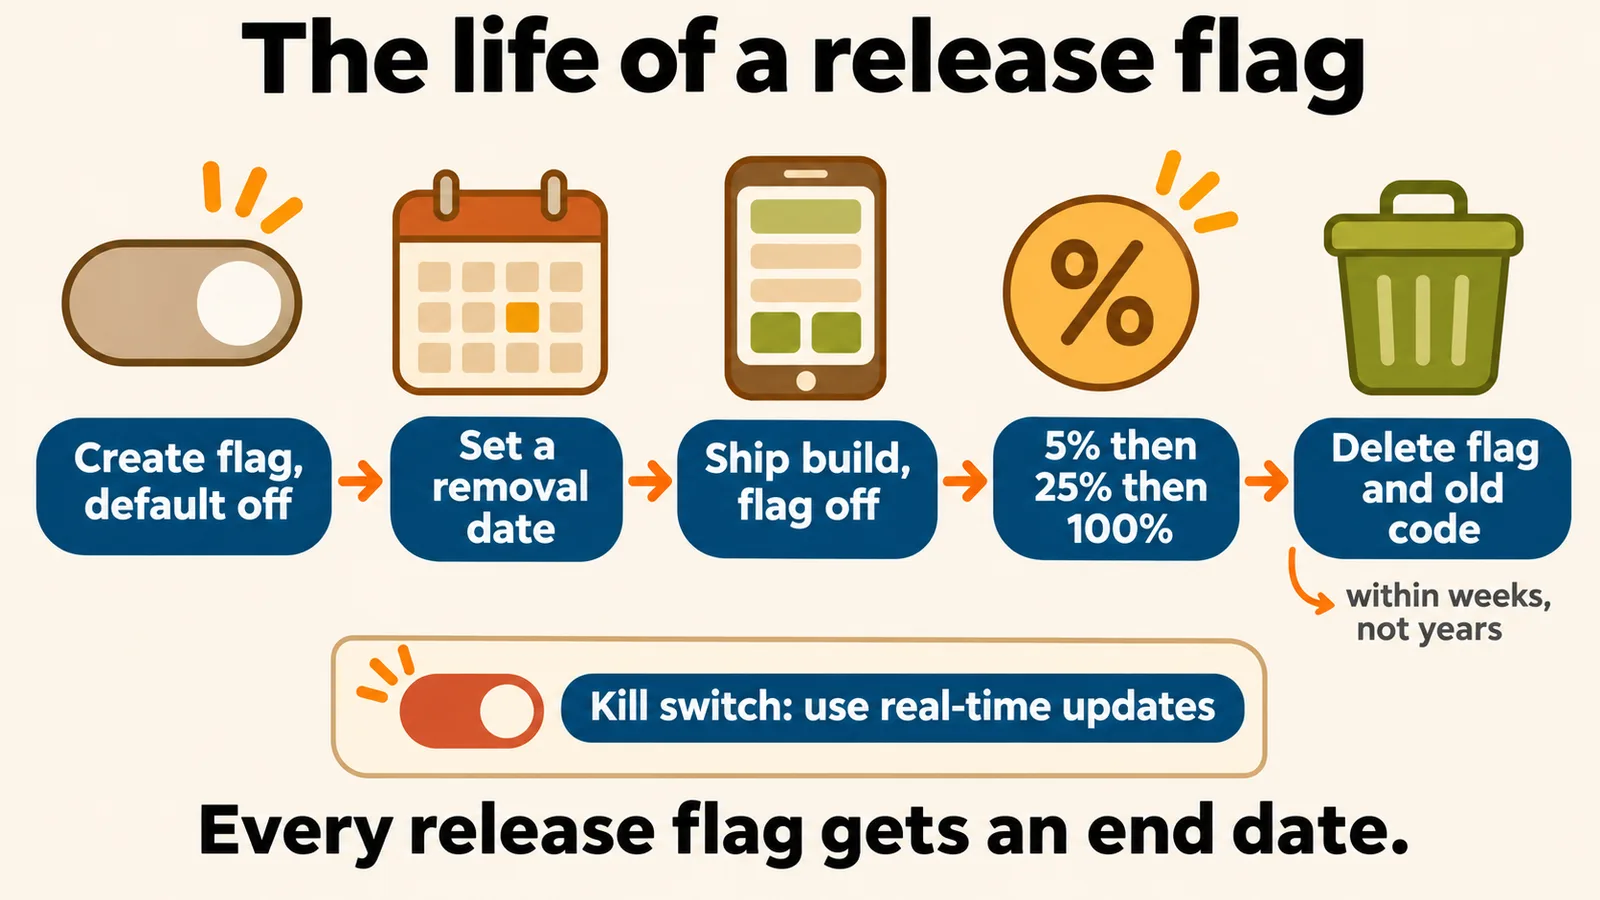 The life of a release flag
%
Create flag,
default off
Set a
removal
date
Ship build,
flag off
5% then
25% then
100%
Delete flag
and old
code
within weeks,
not years
Kill switch: use real-time updates
Every release flag gets an end date.